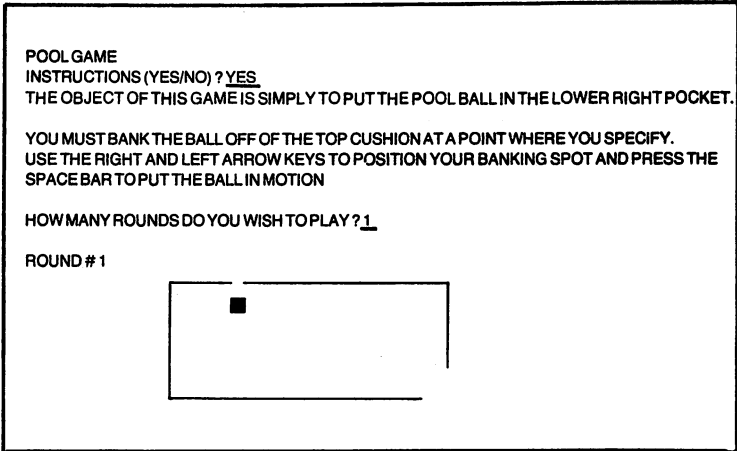 POOL GAME
INSTRUCTIONS (YES/NO) ? YES
THE OBJECT OF THIS GAME IS SIMPLY TO PUT THE POOL BALL IN THE LOWER RIGHT POCKET.
YOU MUST BANK THE BALL OFF OF THE TOP CUSHION AT A POINT WHERE YOU SPECIFY.
USE THE RIGHT AND LEFT ARROW KEYS TO POSITION YOUR BANKING SPOT AND PRESS THE
SPACE BAR TO PUT THE BALL IN MOTION
HOW MANY ROUNDS DO YOU WISH TO PLAY ? 1
ROUND # 1